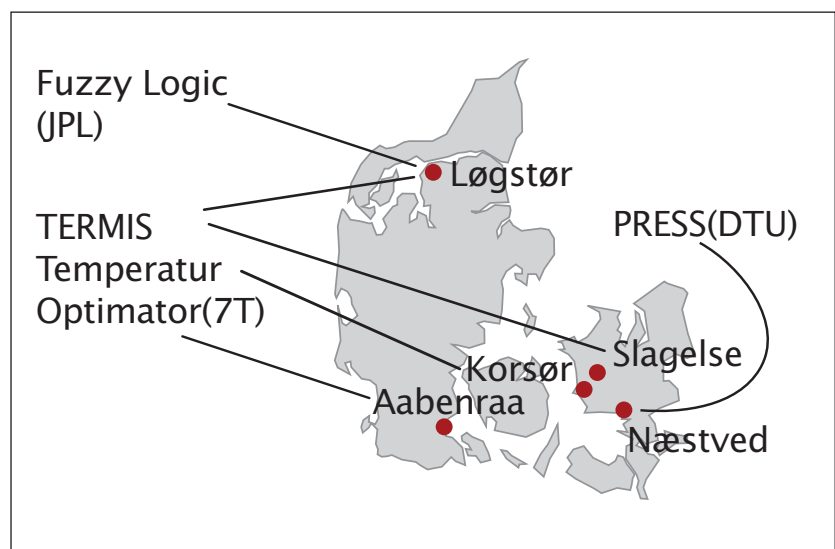 Fuzzy Logic
(JPL)
Løgstør
TERMIS
Temperatur
Optimator(7T)
PRESS(DTU)
Slagelse
Korsør
Aabenraa
Næstved